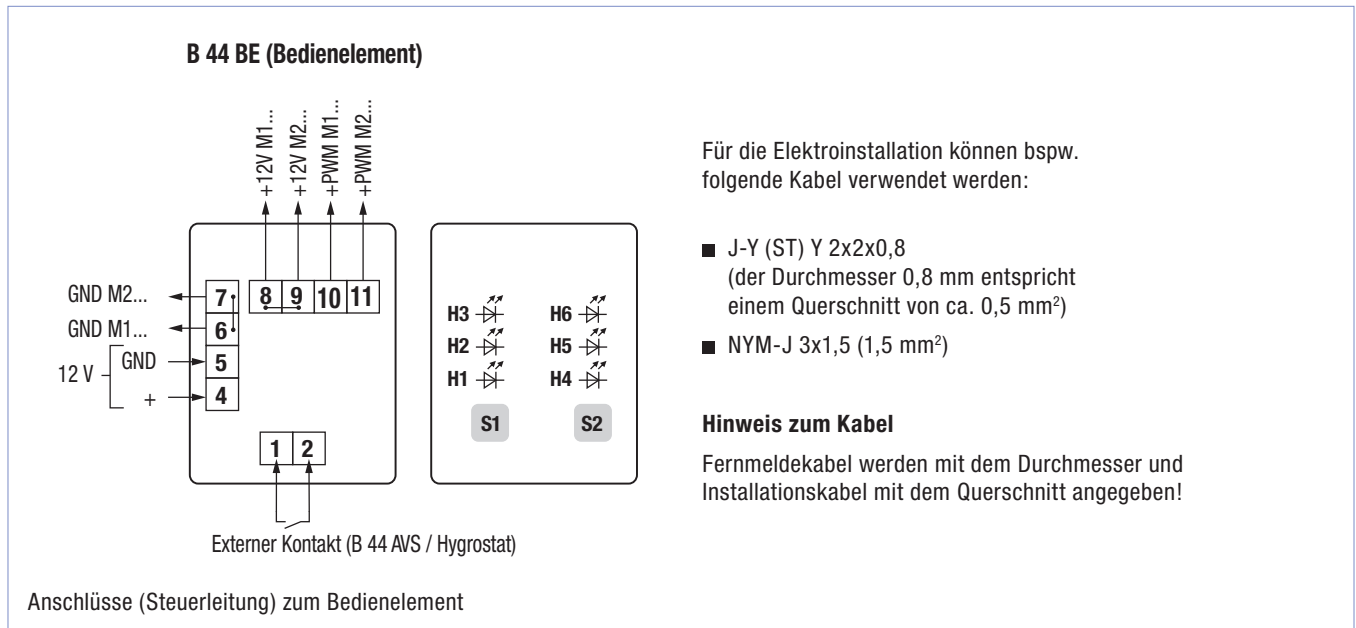 B 44 BE (Bedienelement)
+12V M1...
+12V M2...
+PWM M1...
+PWM M2...
GND M2...
GND M1...
12 V
GND
+
7
6
5
4
8 9 10 11
1 2
Externer Kontakt (B 44 AVS / Hygrostat)
H3 H6
H2 H5
H1 H4
S1 S2
Für die Elektroinstallation können bspw.
folgende Kabel verwendet werden:
■ J-Y (ST) Y 2x2x0,8
(der Durchmesser 0,8 mm entspricht
einem Querschnitt von ca. 0,5 mm²)
■ NYM-J 3x1,5 (1,5 mm²)
Hinweis zum Kabel
Fernmeldekabel werden mit dem Durchmesser und
Installationskabel mit dem Querschnitt angegeben!
Anschlüsse (Steuerleitung) zum Bedienelement